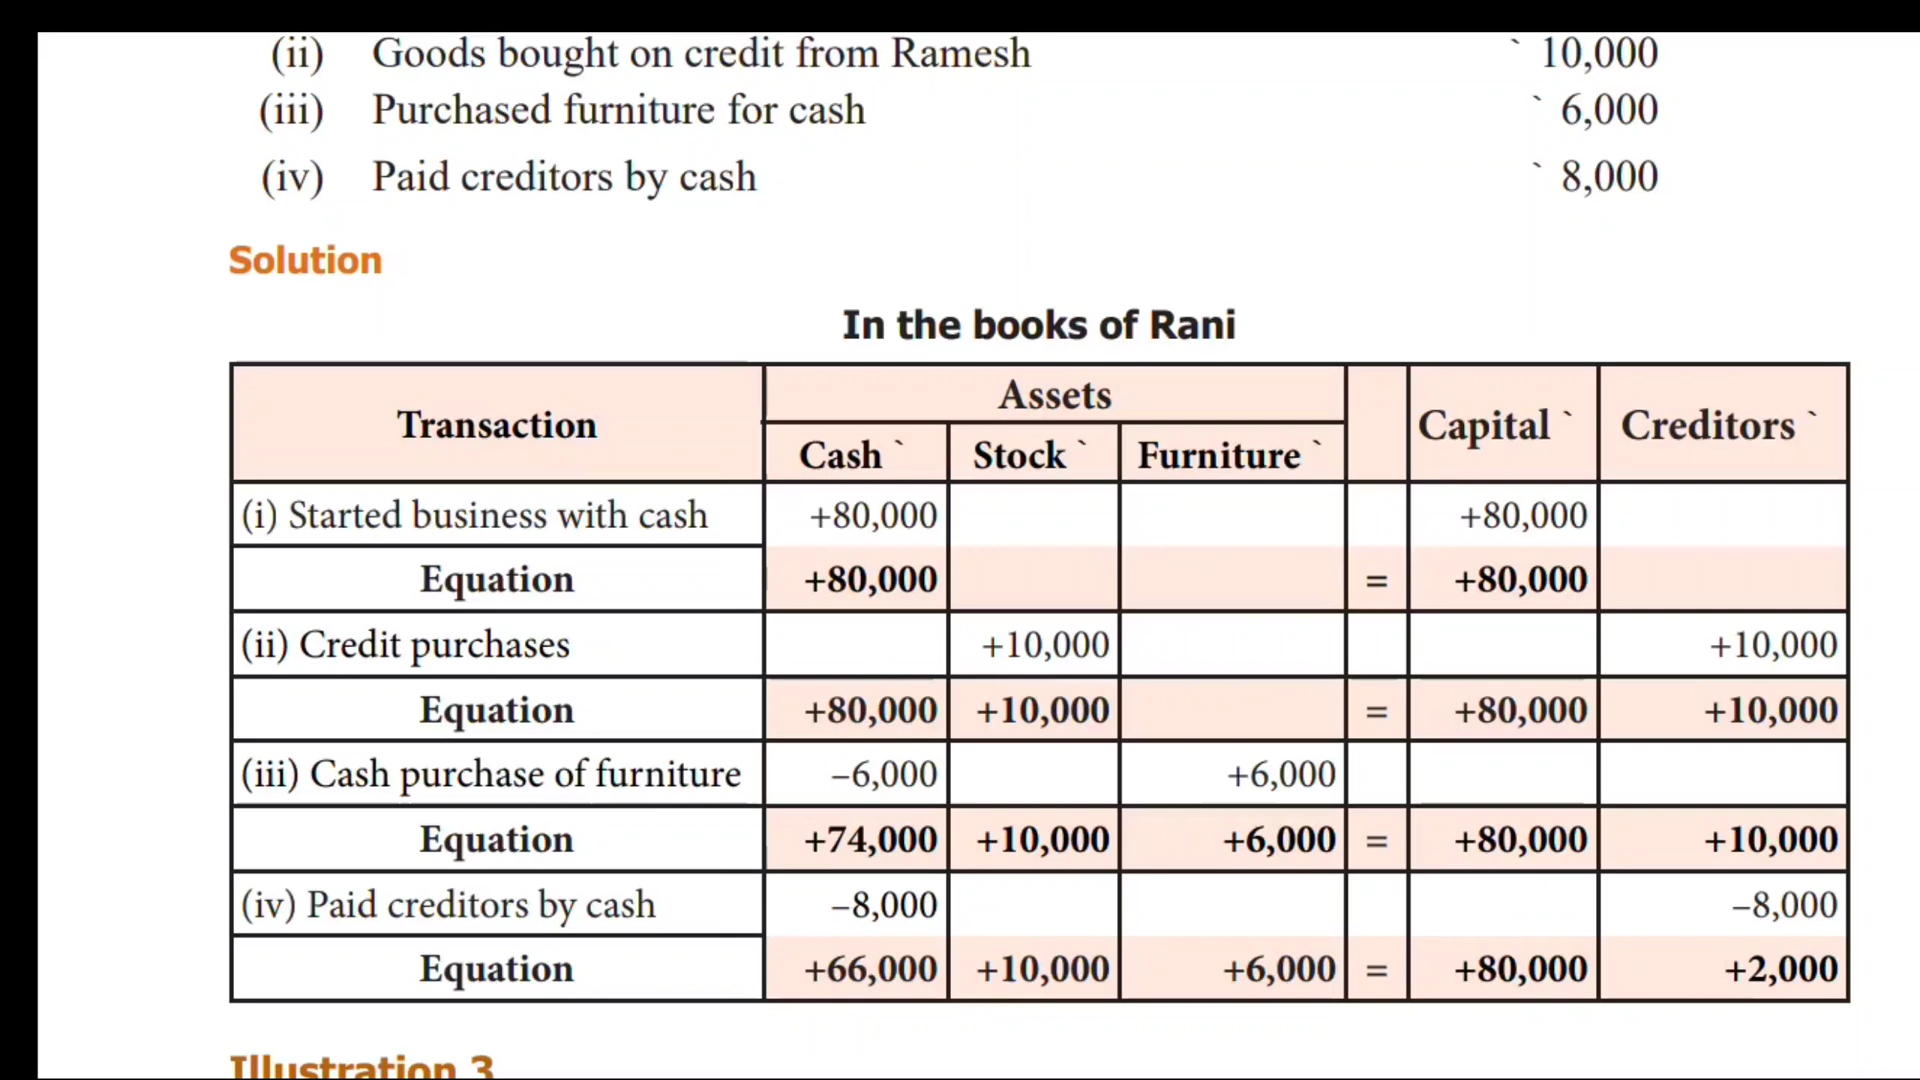 (ii) Goods bought on credit from Ramesh ` 10,000
(iii) Purchased furniture for cash ` 6,000
(iv) Paid creditors by cash ` 8,000
Solution
In the books of Rani
Transaction Assets Capital ` Creditors `
Cash ` Stock ` Furniture `
(i) Started business with cash +80,000 +80,000
Equation +80,000 = +80,000
(ii) Credit purchases +10,000 +10,000
Equation +80,000 +10,000 = +80,000 +10,000
(iii) Cash purchase of furniture –6,000 +6,000
Equation +74,000 +10,000 +6,000 = +80,000 +10,000
(iv) Paid creditors by cash –8,000 –8,000
Equation +66,000 +10,000 +6,000 = +80,000 +2,000
Illustration 3